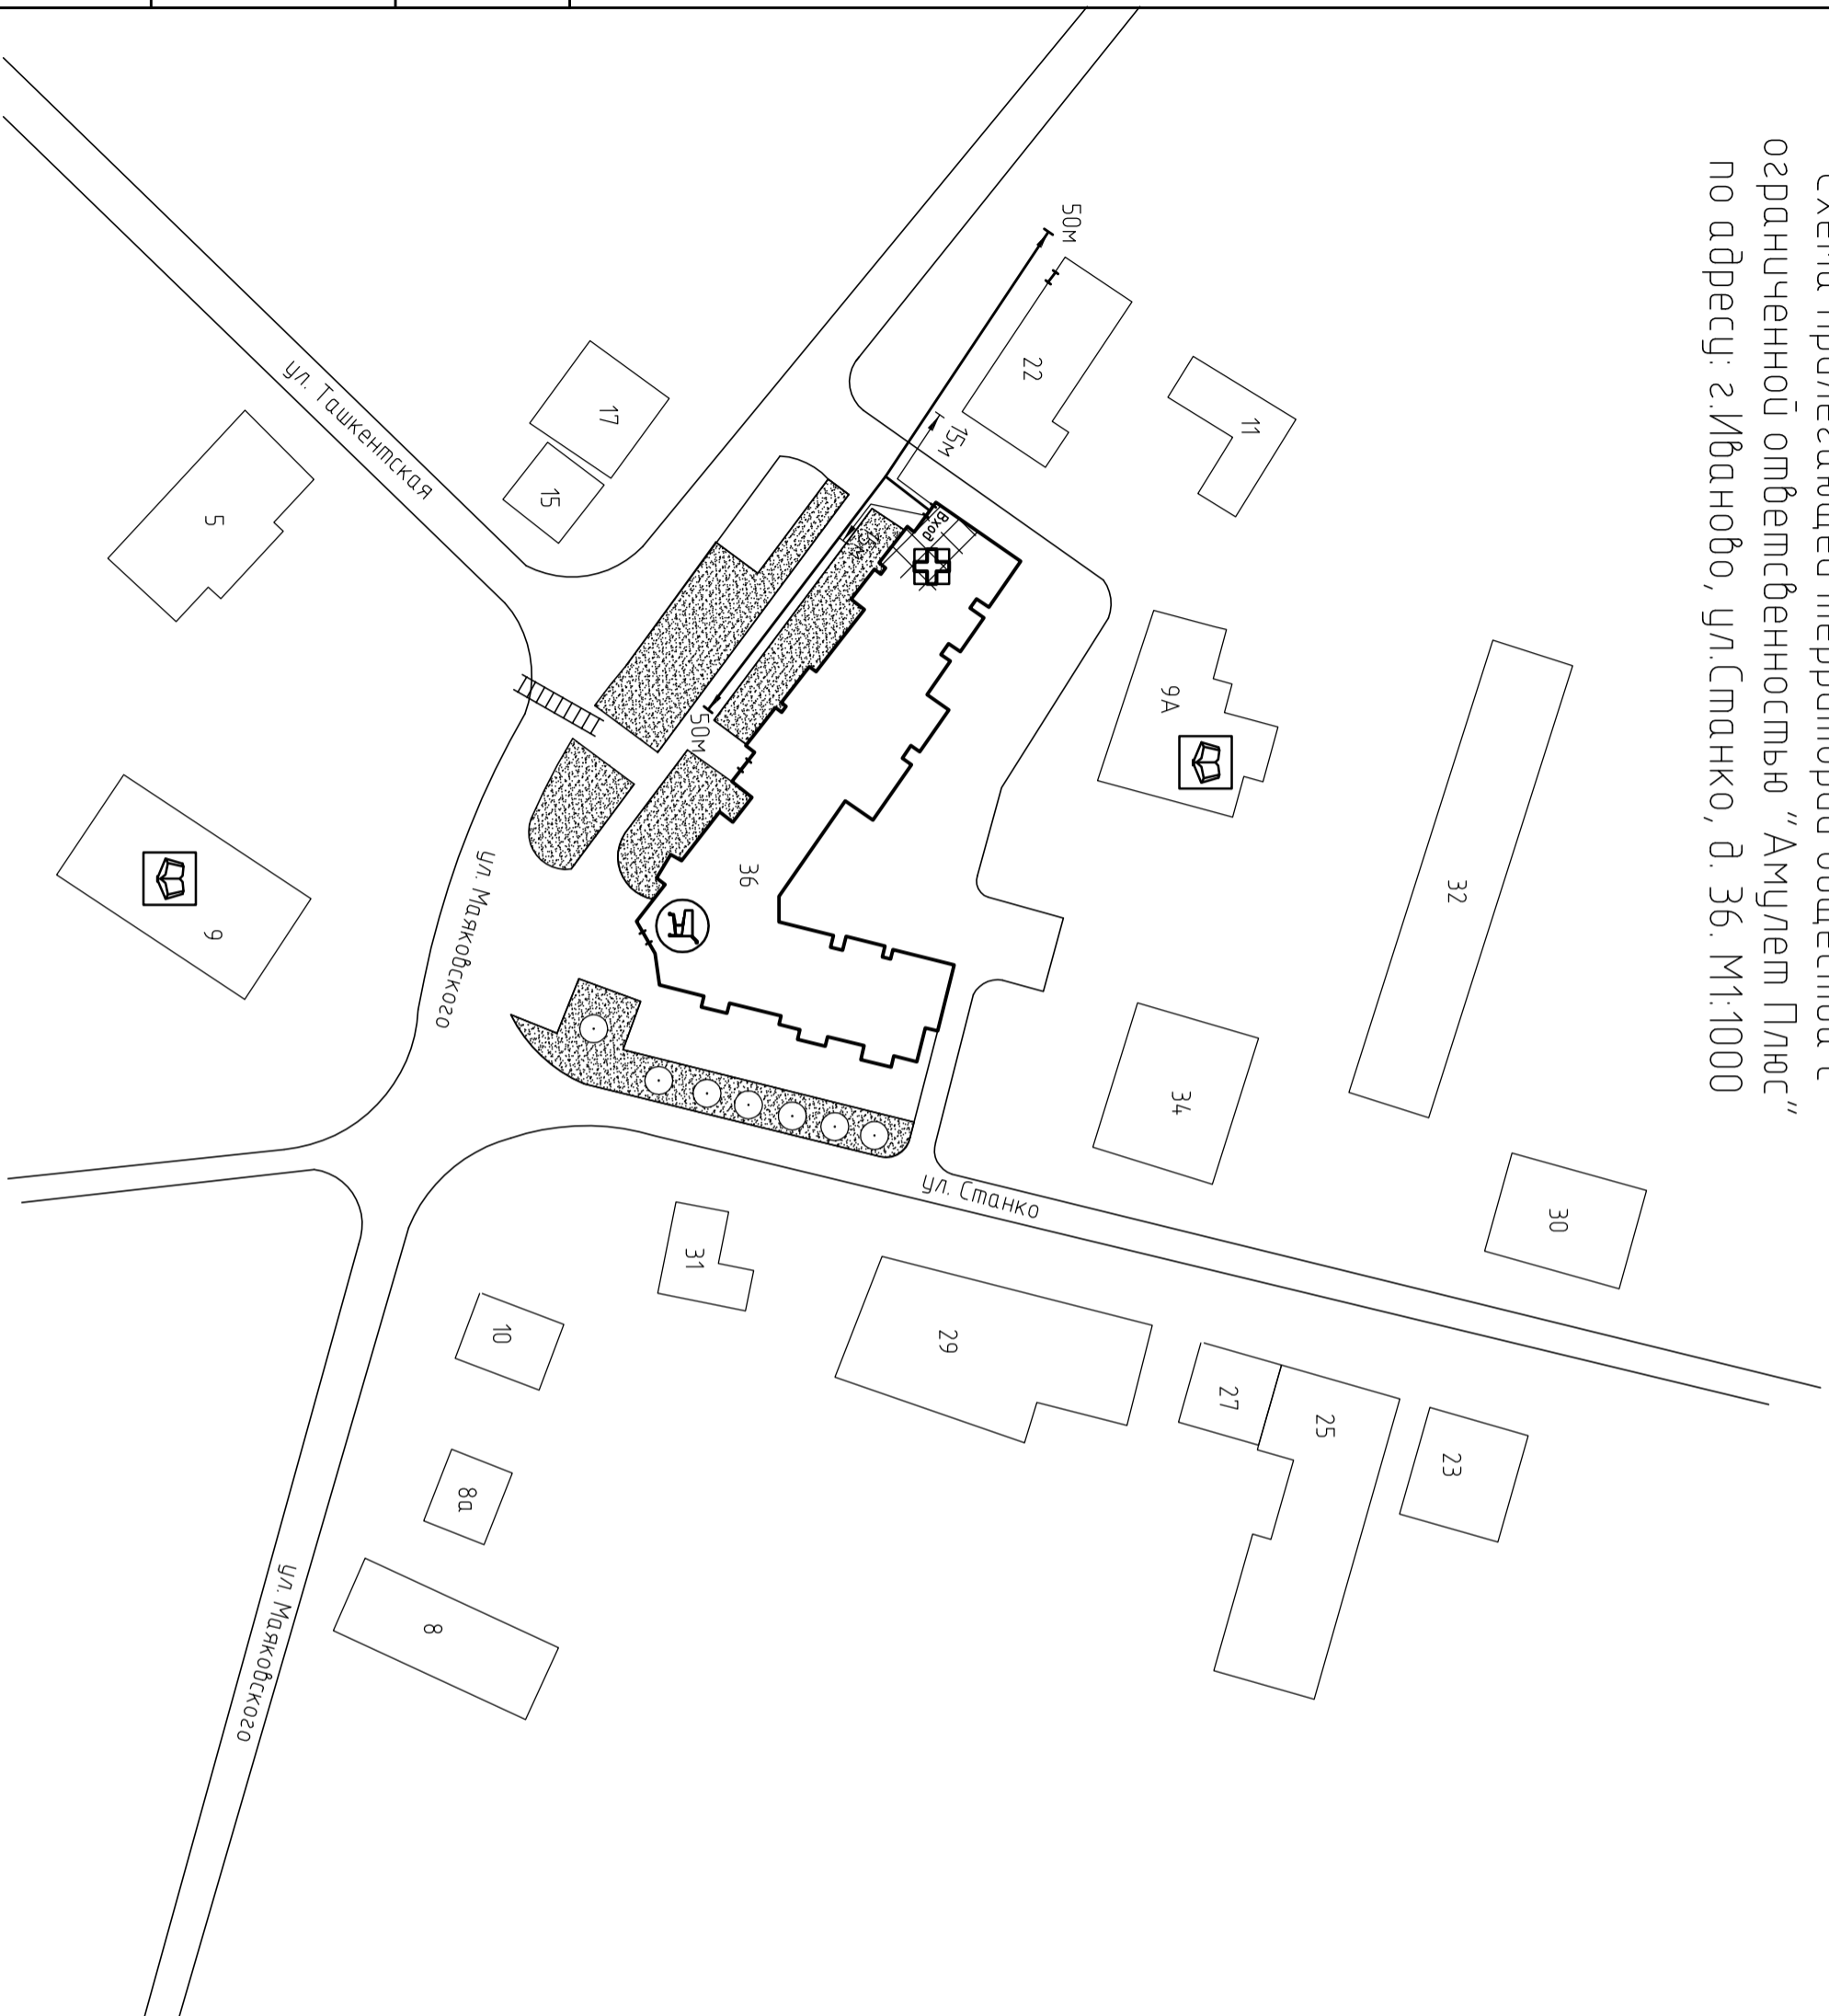 Схема прилегающей территории общества с
ограниченной ответсвенностью "Амулет Плюс"
по адресу: г.Иваново, ул.Станко, д. 36. М1:1000
50м
22
11
15м
Вход
15м
50м
17
15
ул. Ташкентская
5
9А
32
36
9
ул. Маяковского
34
30
ул. Станко
31
29
27
25
23
10
8а
8
ул. Маяковского